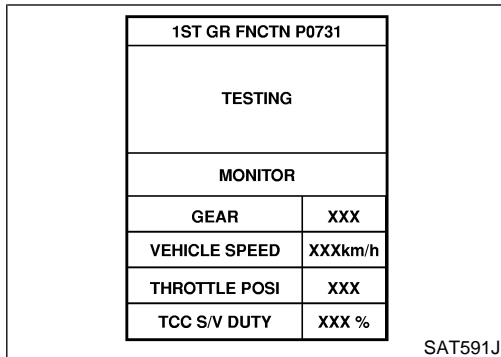 1ST GR FNCTN P0731
TESTING
MONITOR
GEAR XXX
VEHICLE SPEED XXXkm/h
THROTTLE POSI XXX
TCC S/V DUTY XXX %
SAT591J